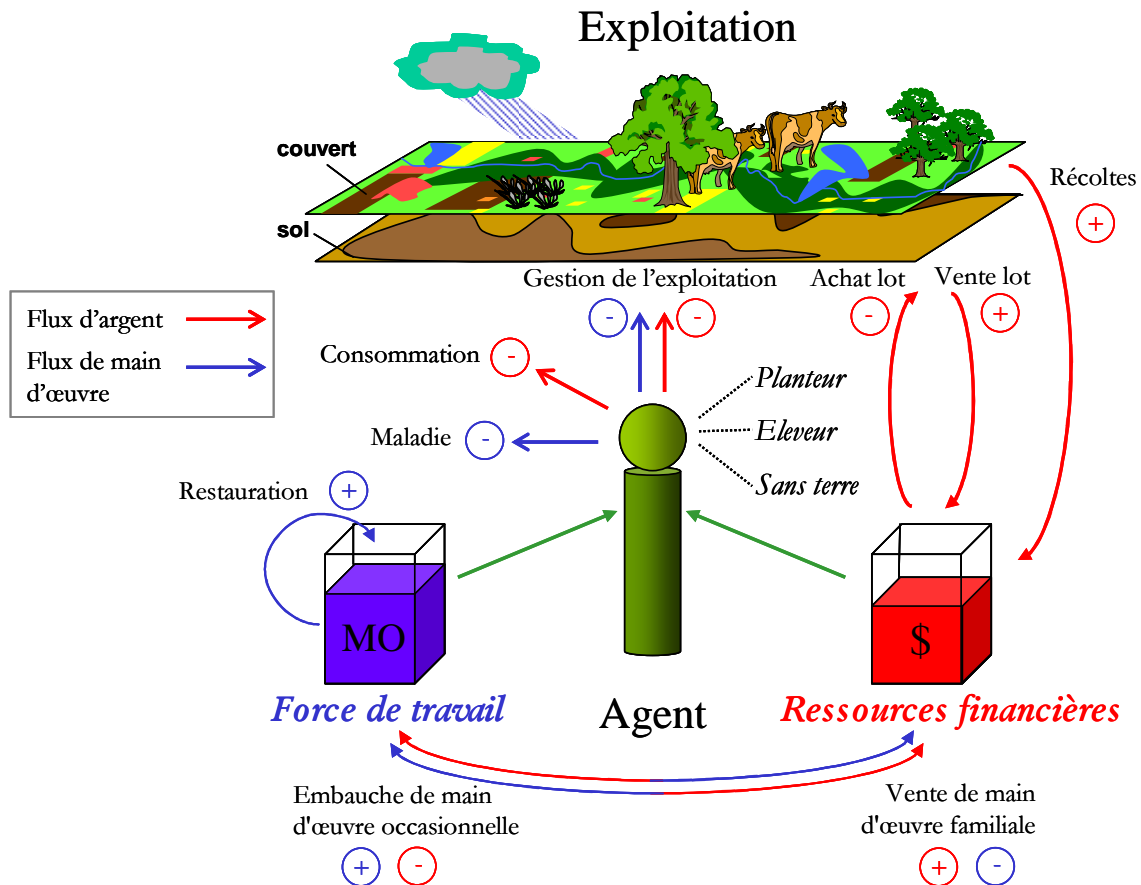 Exploitation
couvert
sol
Récoltes
+
Gestion de l'exploitation
- -
Achat lot
-
Vente lot
+
Flux d'argent
Flux de main
d'œuvre
Consommation -
Maladie -
Planteur
Eleveur
Sans terre
Restauration +
MO
$
Force de travail
Agent
Ressources financières
Embauche de main
d'œuvre occasionnelle
+ -
Vente de main
d'œuvre familiale
+ -